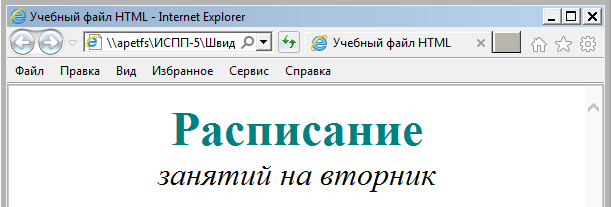 Учебный файл HTML - Internet Explorer
\\apetfs\ИСПП-5\Швид
Учебный файл HTML
Файл Правка Вид Избранное Сервис Справка
Расписание
занятий на вторник